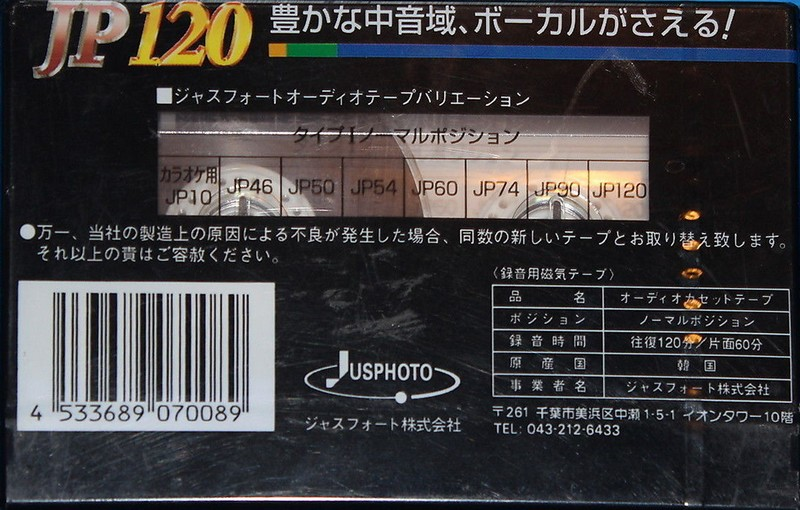 JP120 豊かな中音域、ボーカルがさえる!
■ジャスフォートオーディオテープバリエーション
タイプⅠノーマルポジション
カラオケ用 JP10 JP46 JP50 JP54 JP60 JP74 JP90 JP120
●万一、当社の製造上の原因による不良が発生した場合、同数の新しいテープとお取り替え致します。
それ以上の責はご容赦ください。
〈録音用磁気テープ〉
品名 オーディオカセットテープ
ポジション ノーマルポジション
録音時間 往復120分/片面60分
原産国 韓国
事業者名 ジャスフォート株式会社
〒261 千葉市美浜区中瀬1-5-1 イオンタワー10階
TEL: 043-212-6433
JUSPHOTO
ジャスフォート株式会社
4 533689 070089